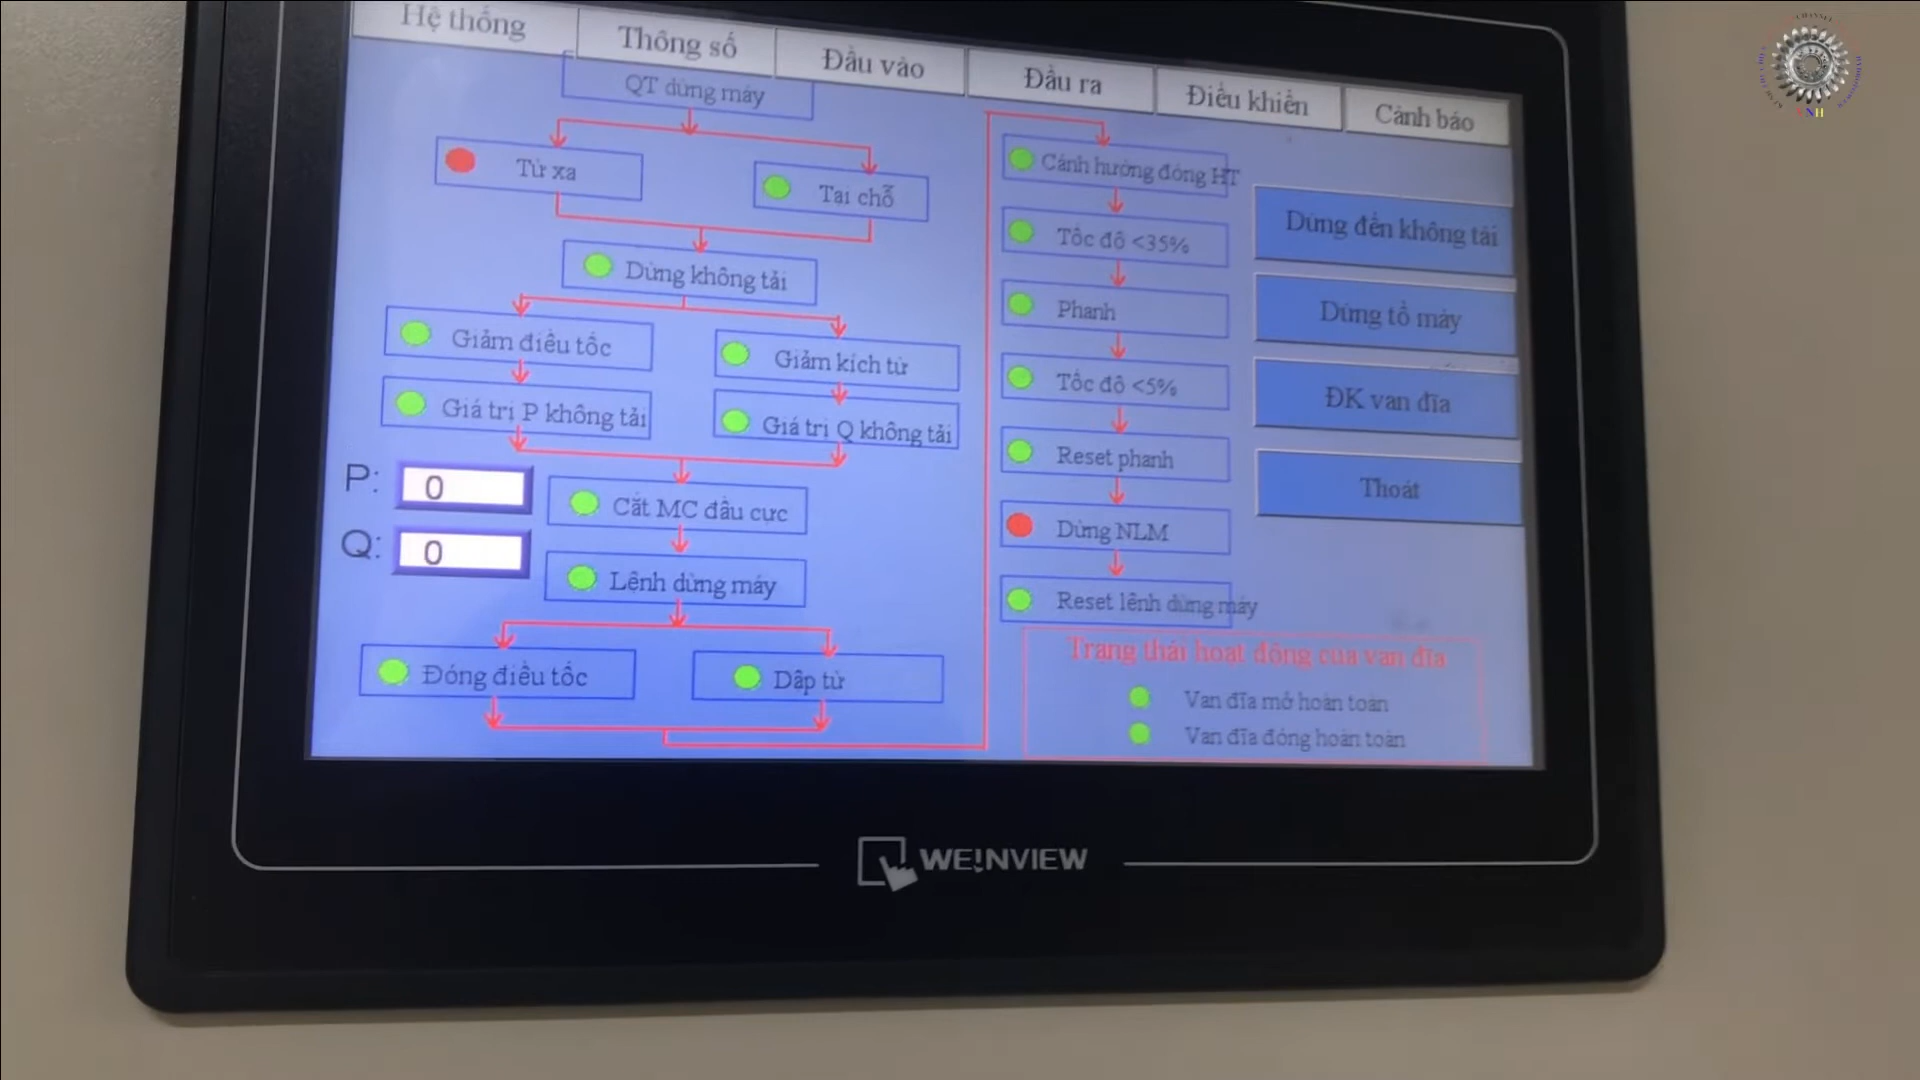 Hệ thống
Thông số
Đầu vào
Đầu ra
Điều khiển
Cảnh báo
QT dừng máy
Từ xa
Tai chỗ
Dừng không tải
Giảm điều tốc
Giảm kích từ
Giá trị P không tải
Giá trị Q không tải
P: 0
Q: 0
Cắt MC đầu cực
Lệnh dừng máy
Đóng điều tốc
Dập từ
Cánh hướng đóng HT
Tốc độ <35%
Phanh
Tốc độ <5%
Reset phanh
Dừng NLM
Reset lệnh dừng máy
Dừng đến không tải
Dừng tổ máy
ĐK van đĩa
Thoát
Trạng thái hoạt động của van đĩa
Van đĩa mở hoàn toàn
Van đĩa đóng hoàn toàn
WE!NVIEW